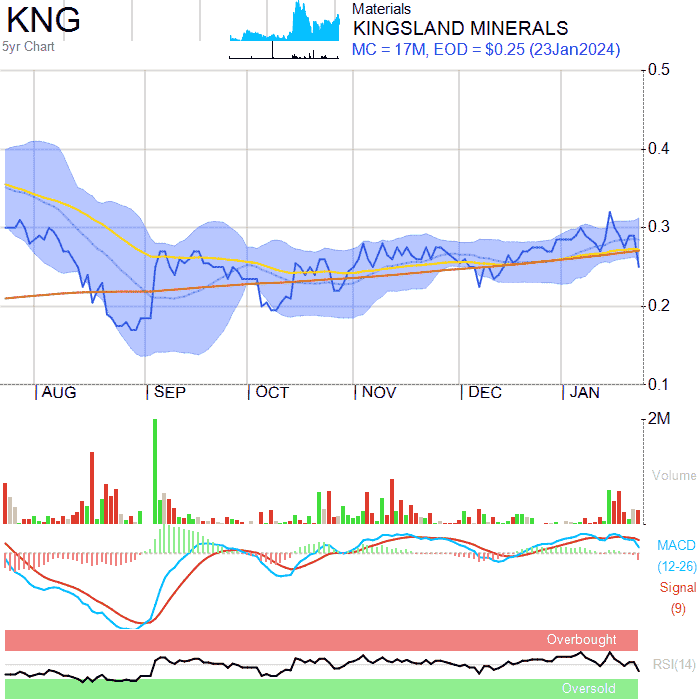 KNG
5yr Chart
Materials
KINGSLAND MINERALS
MC = 17M, EOD = $0.25 (23Jan2024)
0.5
0.4
0.3
0.2
0.1
AUG SEP OCT NOV DEC JAN
2M
Volume
MACD
(12-26)
Signal
(9)
Overbought
RSI(14)
Oversold